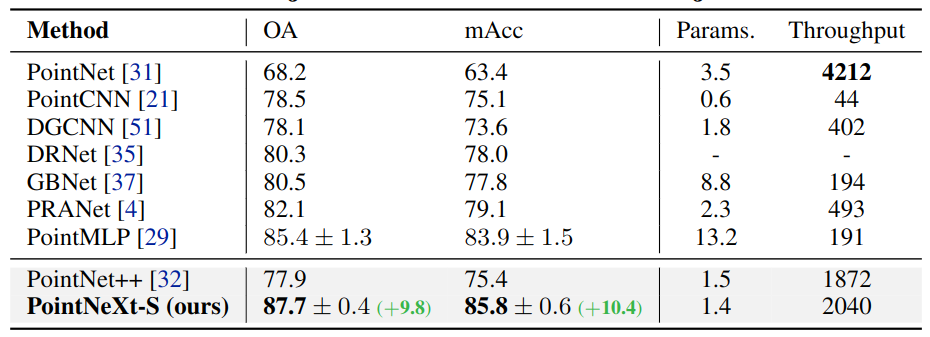 Method OA mAcc Params. Throughput
PointNet [31] 68.2 63.4 3.5 4212
PointCNN [21] 78.5 75.1 0.6 44
DGCNN [51] 78.1 73.6 1.8 402
DRNet [35] 80.3 78.0 - -
GBNet [37] 80.5 77.8 8.8 194
PRANet [4] 82.1 79.1 2.3 493
PointMLP [29] 85.4 ± 1.3 83.9 ± 1.5 13.2 191
PointNet++ [32] 77.9 75.4 1.5 1872
PointNeXt-S (ours) 87.7 ± 0.4 (+9.8) 85.8 ± 0.6 (+10.4) 1.4 2040